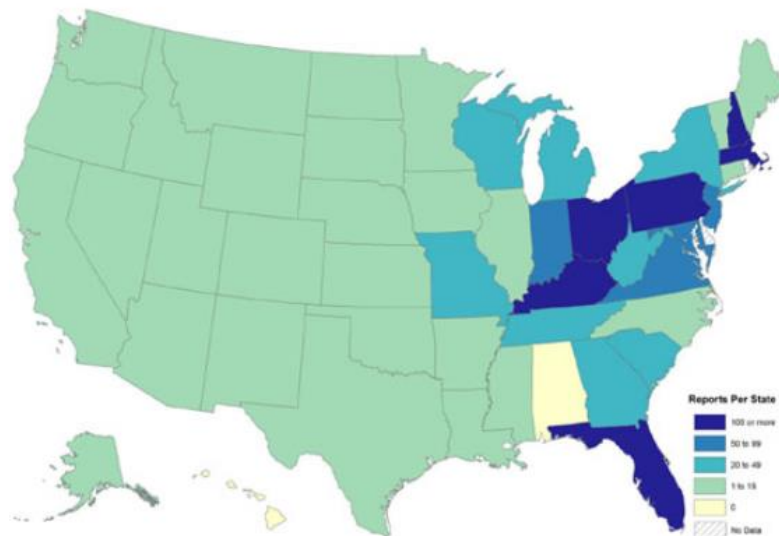 Reports Per State
100 or more
50 to 99
20 to 49
1 to 19
0
No Data